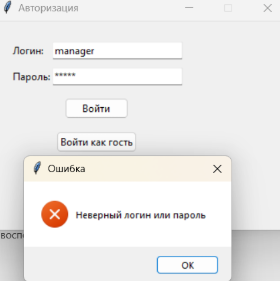 Авторизация
Логин: manager
Пароль: *****
Войти
Войти как гость
Ошибка
Неверный логин или пароль
OK